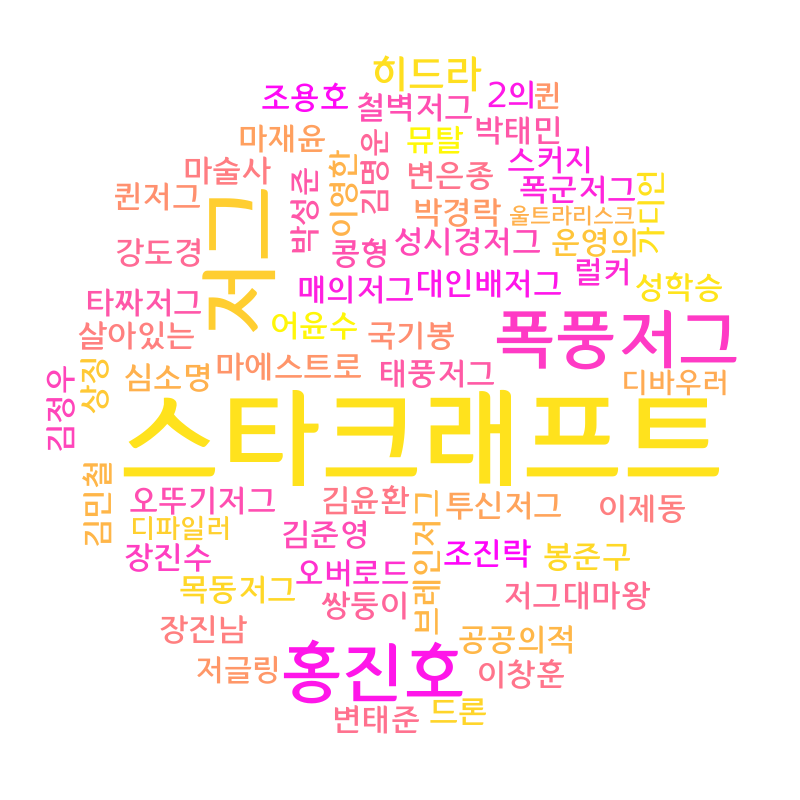 히드라
조용호
철벽저그
2의
퀸
마재윤
뮤탈
박태민
마술사
이영한
김명운
변은종
스커지
퀸저그
박성준
박경락
폭군저그
울트라리스크
가디언
저그
강도경
콩형
성시경저그
운영의
타짜저그
매의저그
대인배저그
럴커
성학승
살아있는
어윤수
국기봉
폭풍저그
김정우
상징
심소명
마에스트로
태풍저그
디바우러
스타크래프트
김민철
오뚜기저그
김윤환
브레인저그
투신저그
이제동
디파일러
김준영
장진수
오버로드
조진락
봉준구
목동저그
쌍둥이
저그대마왕
장진남
공공의적
저글링
홍진호
이창훈
변태준
드론